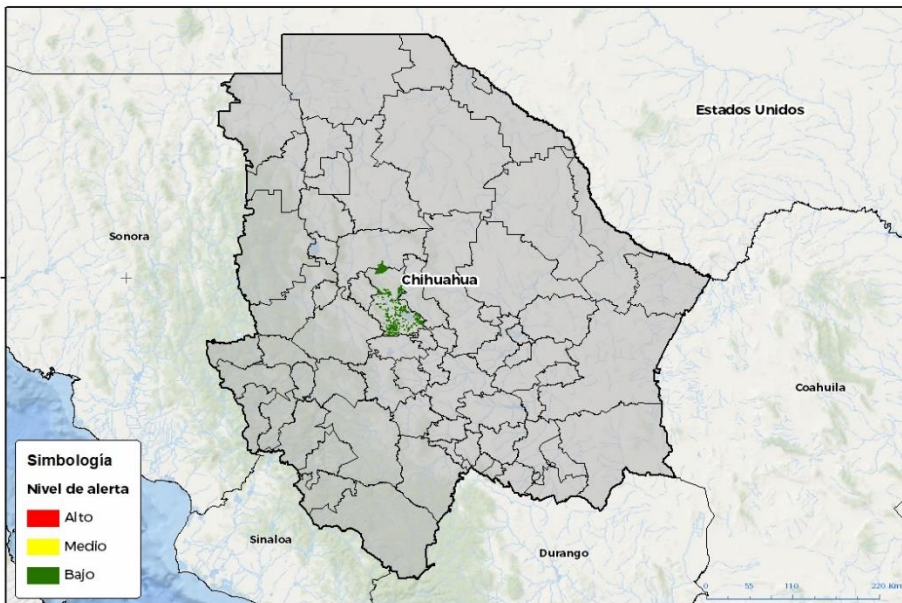 Estados Unidos
Sonora
Chihuahua
Coahuila
Simbología
Nivel de alerta
Alto
Medio
Bajo
Sinaloa
Durango
0 55 110 220 Km